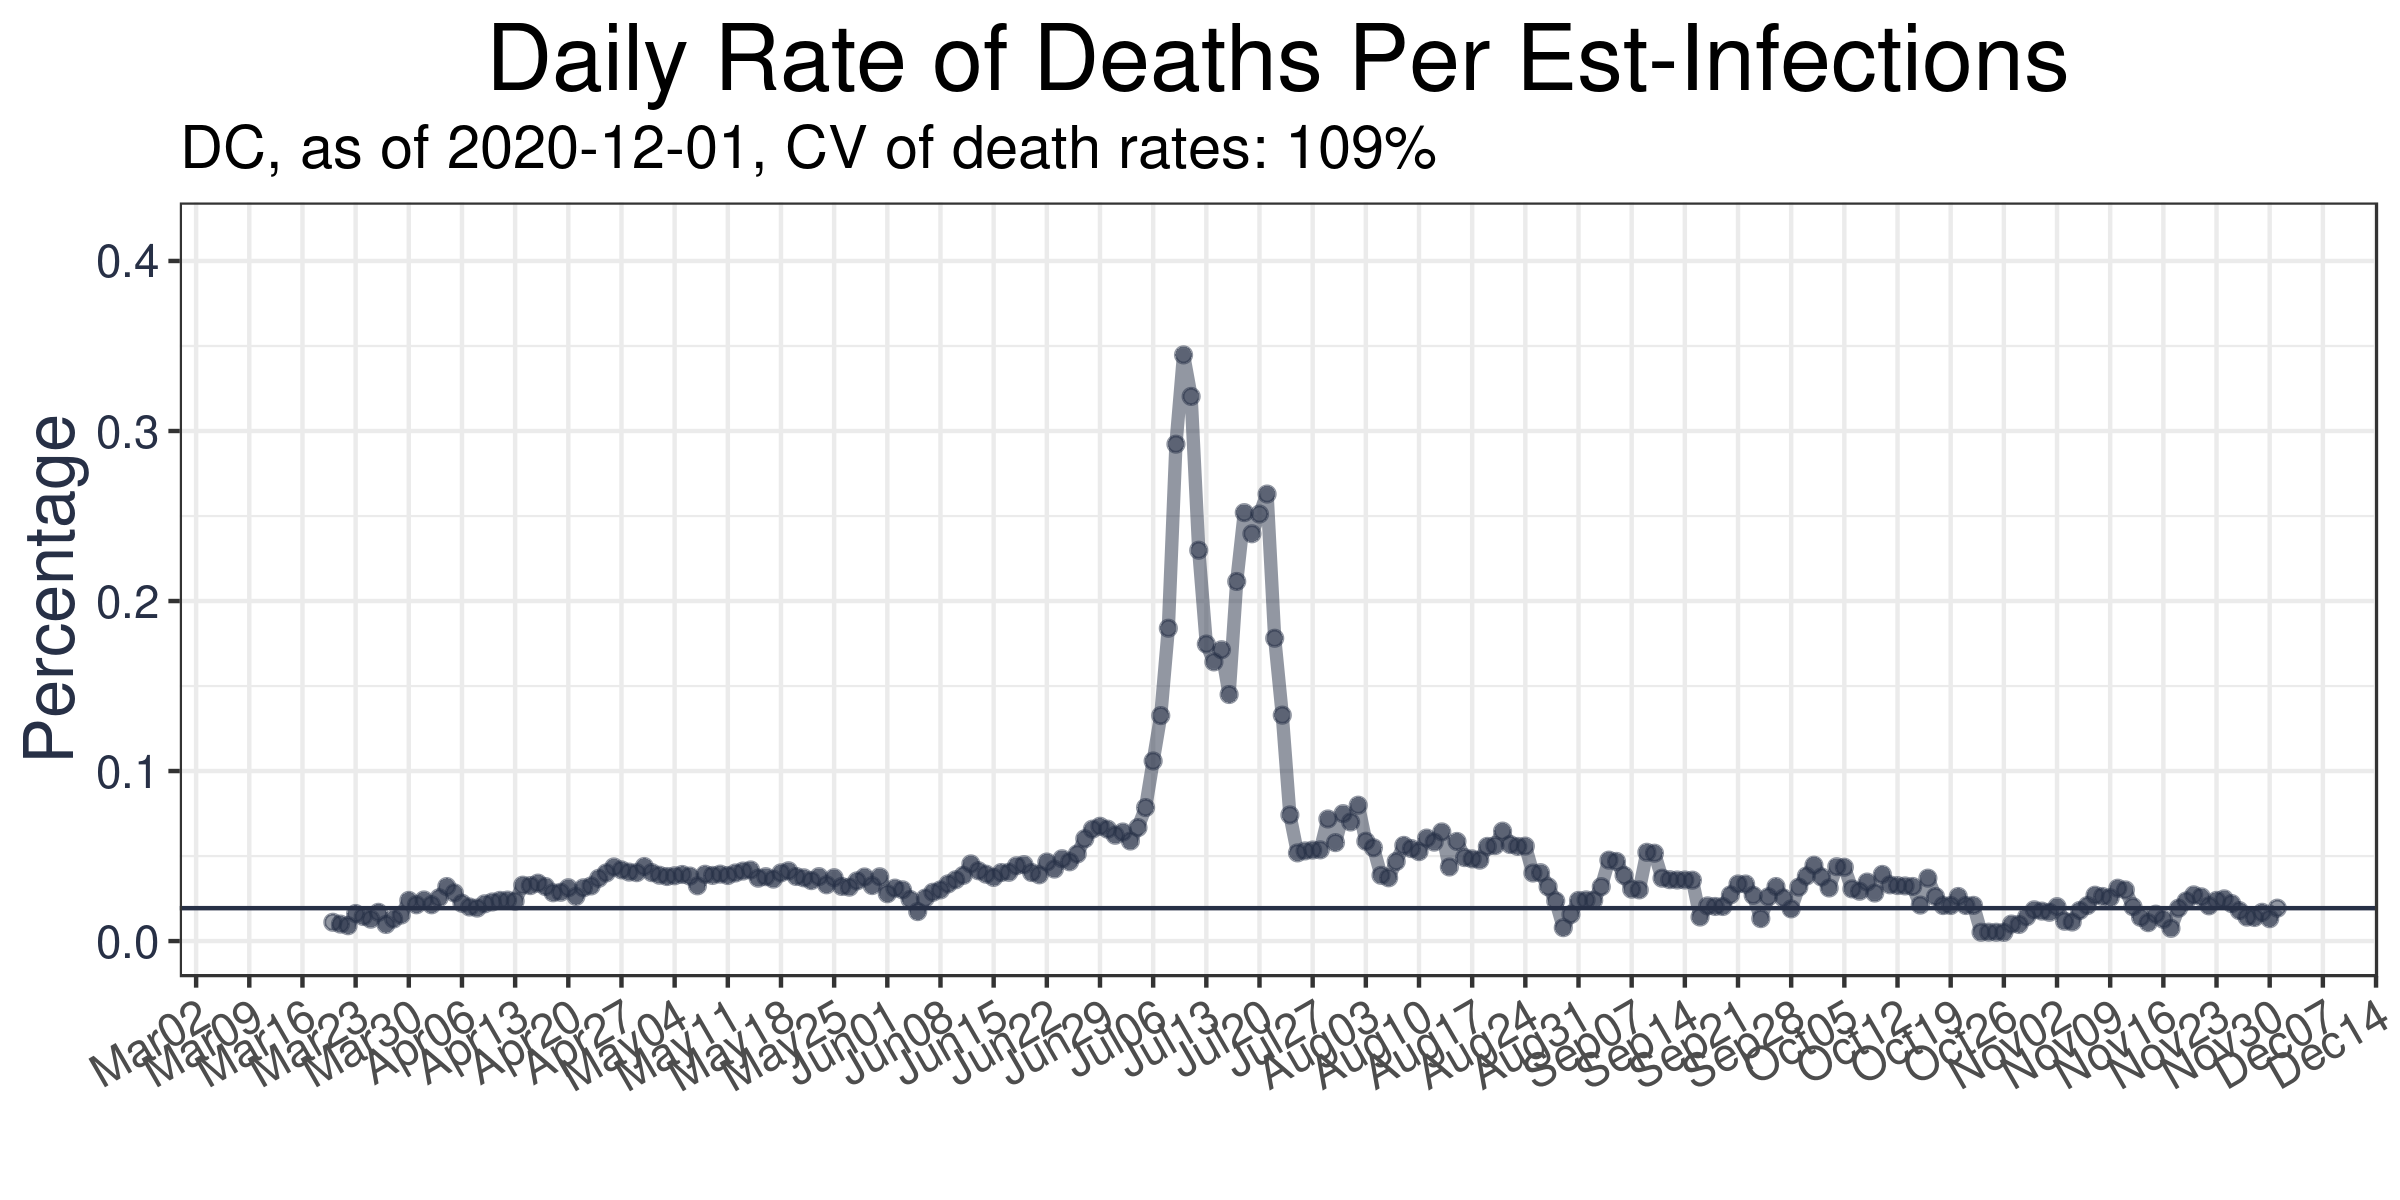 Daily Rate of Deaths Per Est-Infections
DC, as of 2020-12-01, CV of death rates: 109%
Percentage
0.4
0.3
0.2
0.1
0.0
Mar02
Mar09
Mar16
Mar23
Mar30
Apr06
Apr13
Apr20
Apr27
May04
May11
May18
May25
Jun01
Jun08
Jun15
Jun22
Jun29
Jul06
Jul13
Jul20
Jul27
Aug03
Aug10
Aug17
Aug24
Aug31
Sep07
Sep14
Sep21
Sep28
Oct05
Oct12
Oct19
Oct26
Nov02
Nov09
Nov16
Nov23
Nov30
Dec07
Dec14